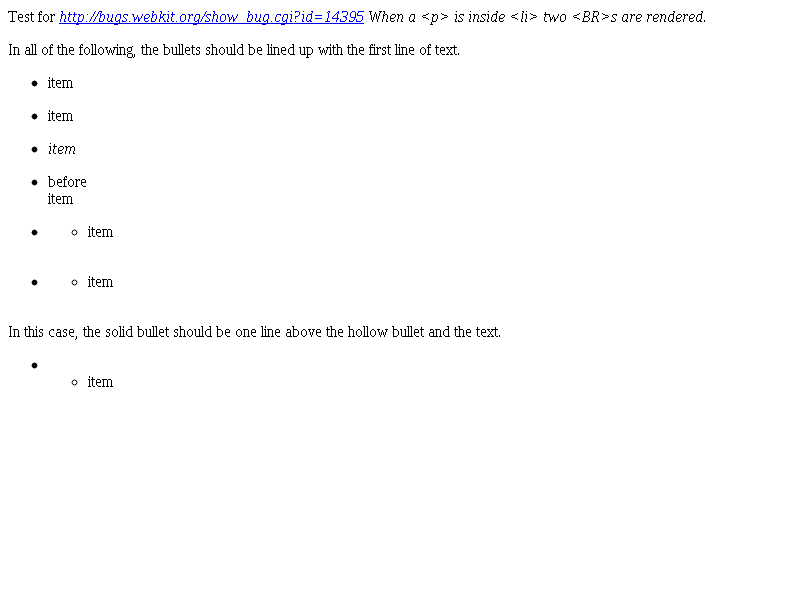 Test for http://bugs.webkit.org/show_bug.cgi?id=14395 When a <p> is inside <li> two <BR>s are rendered.
In all of the following, the bullets should be lined up with the first line of text.
• item
• item
• item
• before
item
• ◦ item
• ◦ item
In this case, the solid bullet should be one line above the hollow bullet and the text.
•
◦ item